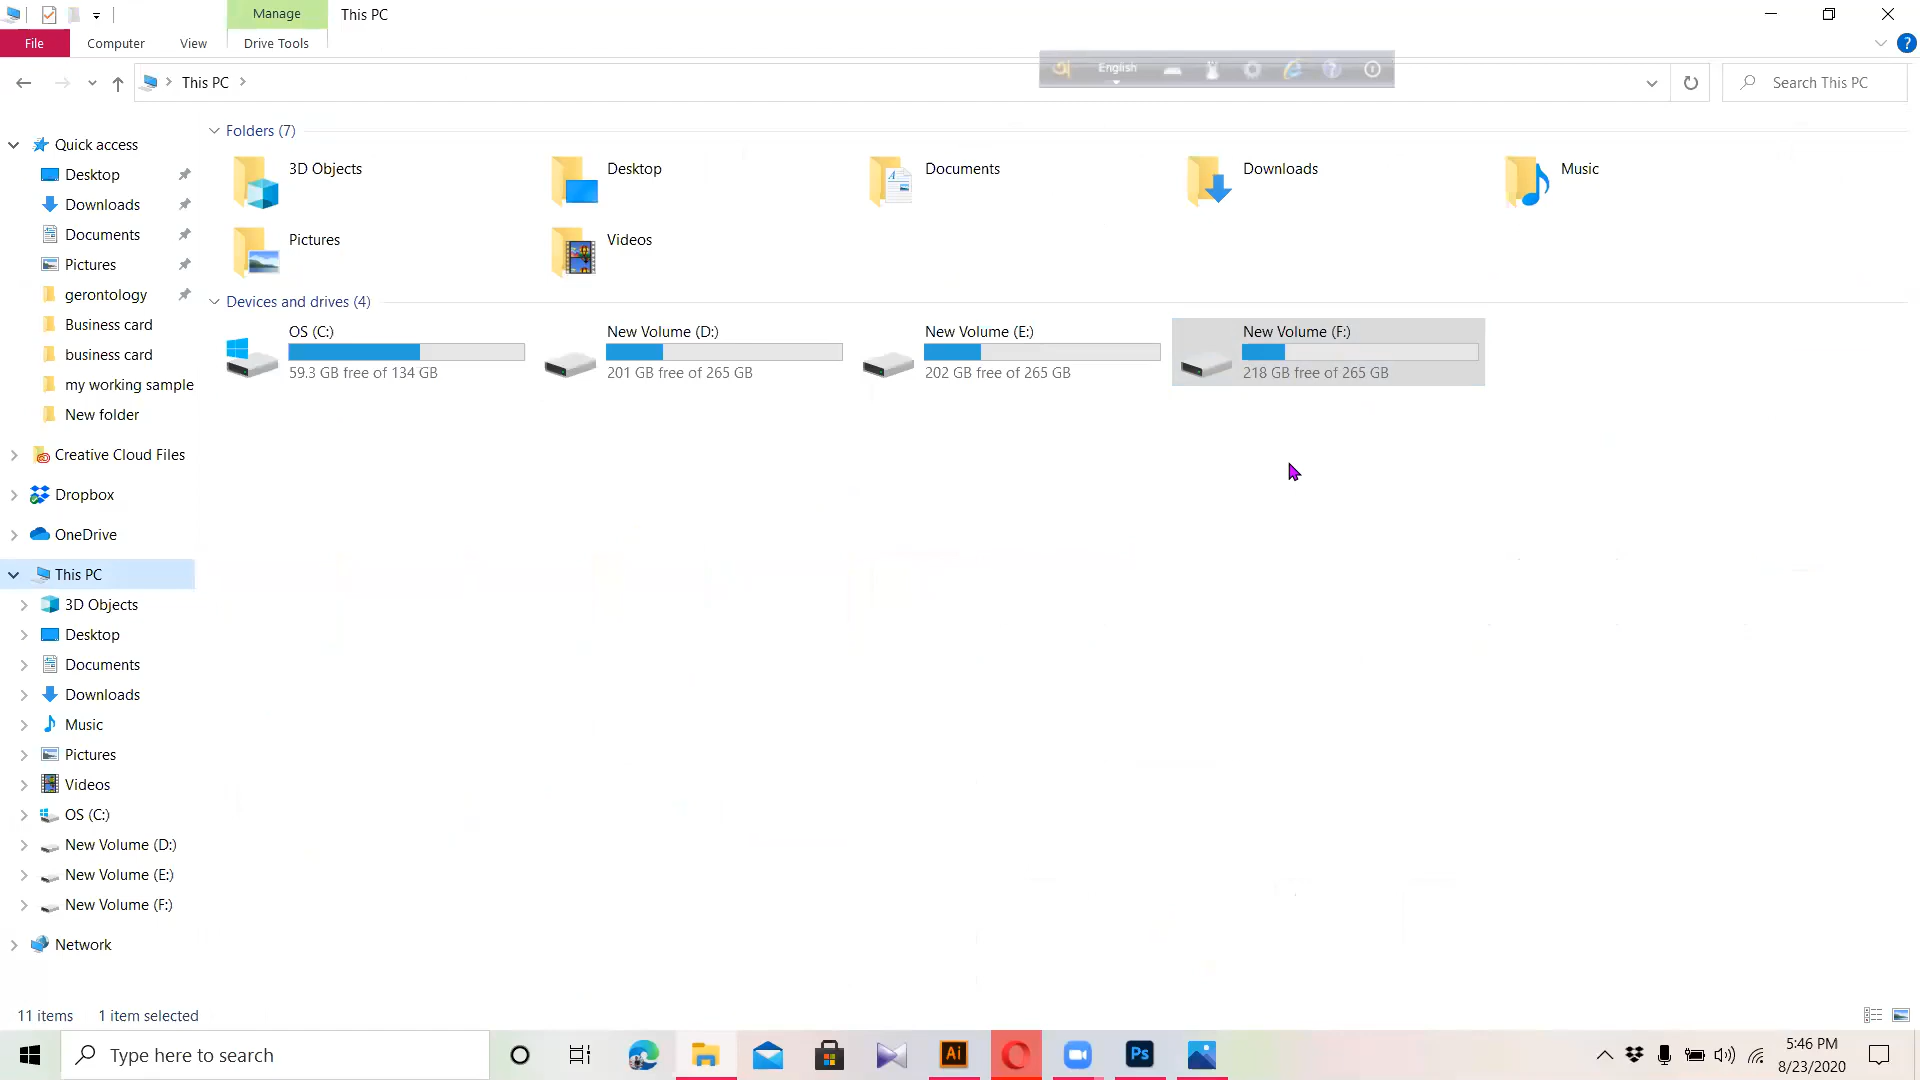 Manage
This PC
File
Computer
View
Drive Tools
অ
English
This PC
Search This PC
Quick access
Desktop
Downloads
Documents
Pictures
gerontology
Business card
business card
my working sample
New folder
Creative Cloud Files
Dropbox
OneDrive
This PC
3D Objects
Desktop
Documents
Downloads
Music
Pictures
Videos
OS (C:)
New Volume (D:)
New Volume (E:)
New Volume (F:)
Network
Folders (7)
3D Objects
Desktop
Documents
Downloads
Music
Pictures
Videos
Devices and drives (4)
OS (C:)
59.3 GB free of 134 GB
New Volume (D:)
201 GB free of 265 GB
New Volume (E:)
202 GB free of 265 GB
New Volume (F:)
218 GB free of 265 GB
11 items
1 item selected
Type here to search
Ai
Ps
5:46 PM
8/23/2020